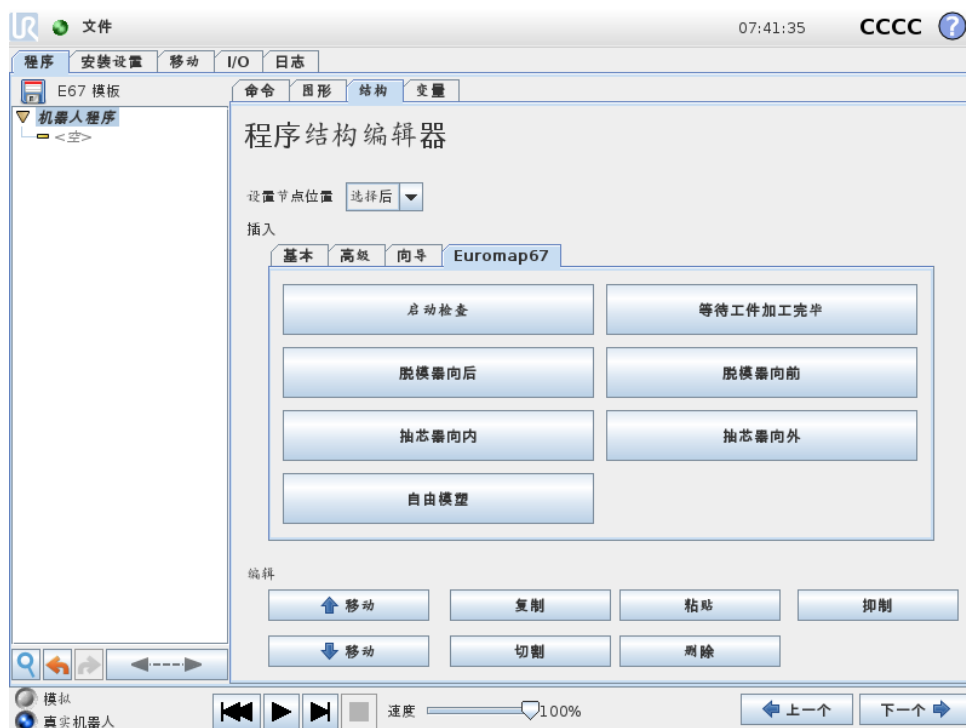 UR 文件 07:41:35 CCCC ?
程序 安装设置 移动 I/O 日志
E67 模板
命令 图形 结构 变量
机器人程序
<空>
程序结构编辑器
设置节点位置 选择后
插入
基本 高级 向导 Euromap67
启动检查 等待工件加工完毕
脱模器向后 脱模器向前
抽芯器向内 抽芯器向外
自由模塑
编辑
移动 复制 粘贴 抑制
移动 切割 删除
模拟
真实机器人
速度 100%
上一个 下一个